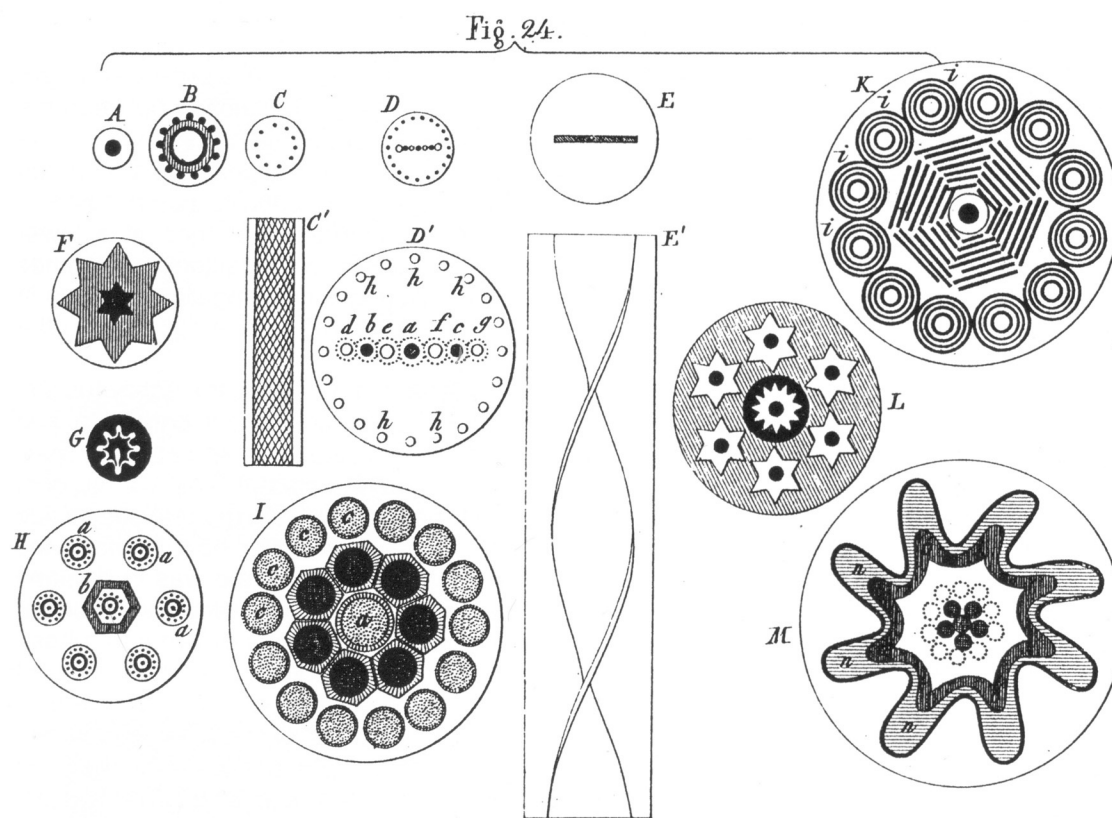 Fig. 24.
A B C D E K i i i i i
F C' D' E'
h h h
d b e a f c g
h h
G L
H a a b a
I c c c c a
M n n n n